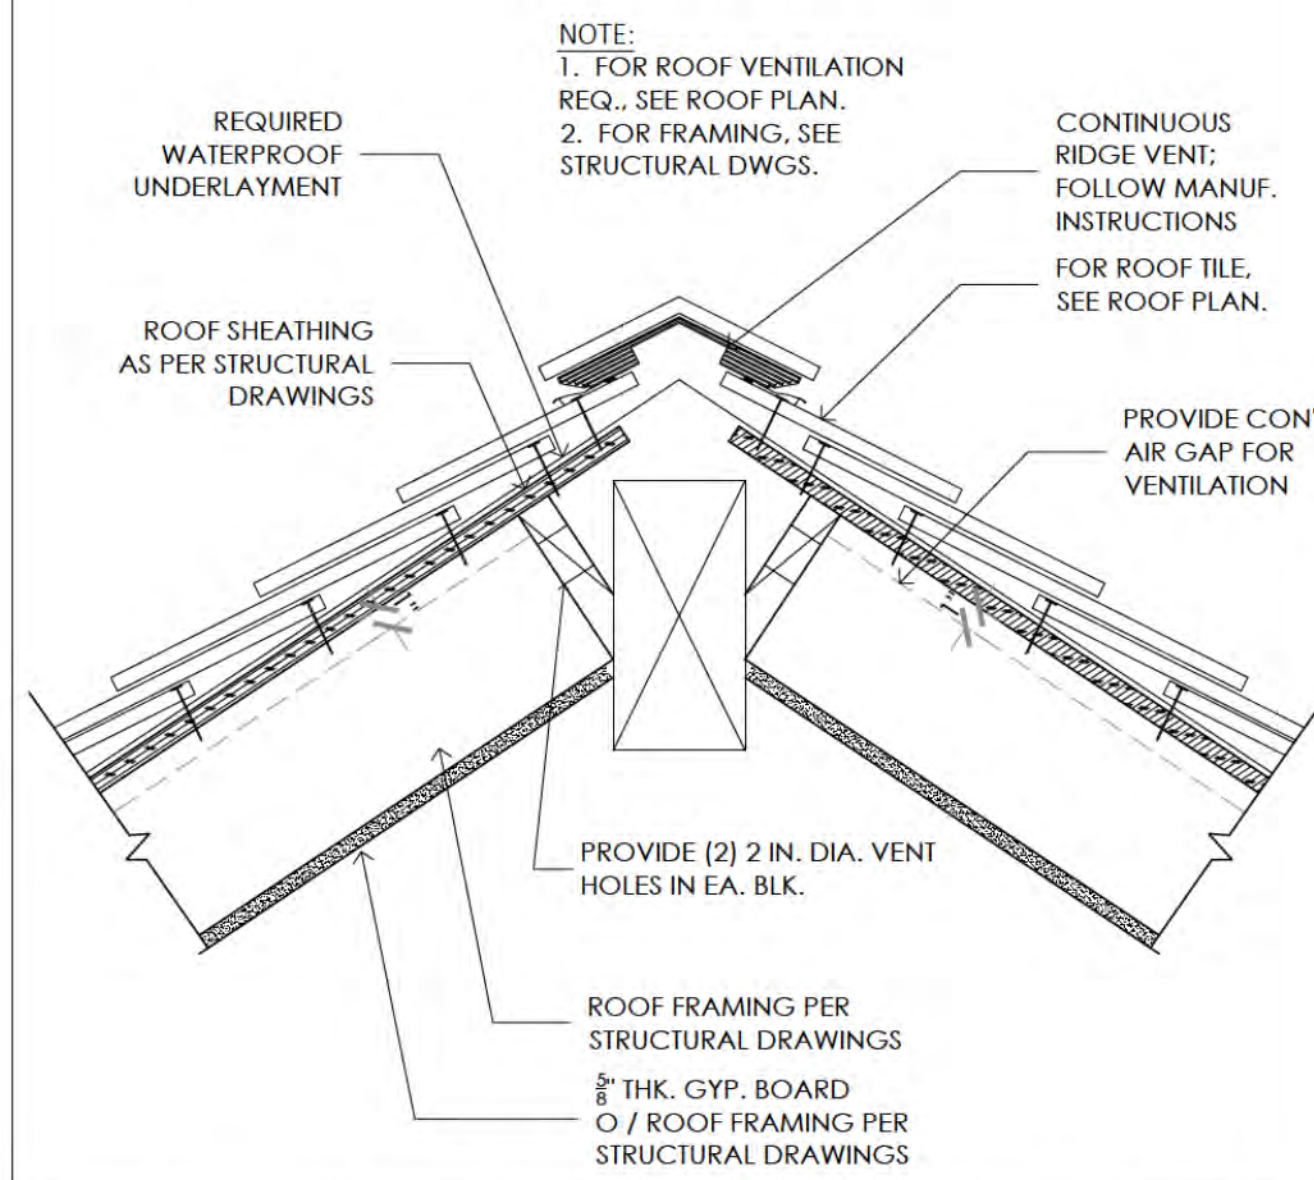 NOTE:
1. FOR ROOF VENTILATION
REQ., SEE ROOF PLAN.
2. FOR FRAMING, SEE
STRUCTURAL DWGS.
REQUIRED
WATERPROOF
UNDERLAYMENT
CONTINUOUS
RIDGE VENT;
FOLLOW MANUF.
INSTRUCTIONS
FOR ROOF TILE,
SEE ROOF PLAN.
ROOF SHEATHING
AS PER STRUCTURAL
DRAWINGS
PROVIDE CON'
AIR GAP FOR
VENTILATION
1"
1"
PROVIDE (2) 2 IN. DIA. VENT
HOLES IN EA. BLK.
ROOF FRAMING PER
STRUCTURAL DRAWINGS
5/8" THK. GYP. BOARD
O / ROOF FRAMING PER
STRUCTURAL DRAWINGS